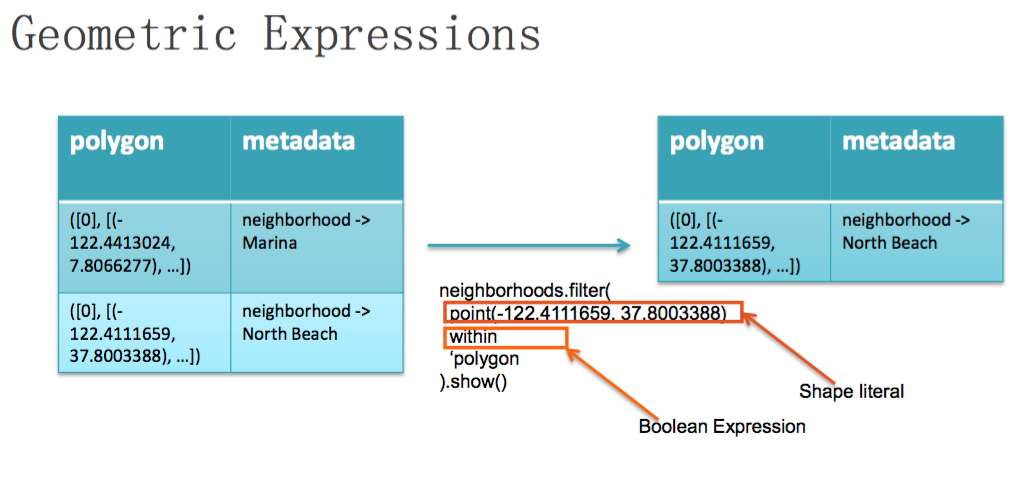 Geometric Expressions
polygon metadata
([0], [(-
122.4413024,
7.8066277), ...])
neighborhood ->
Marina
([0], [(-
122.4111659,
37.8003388), ...])
neighborhood ->
North Beach
neighborhoods.filter(
point(-122.4111659, 37.8003388)
within
‘polygon
).show()
polygon metadata
([0], [(-
122.4111659,
37.8003388), ...])
neighborhood ->
North Beach
Shape literal
Boolean Expression